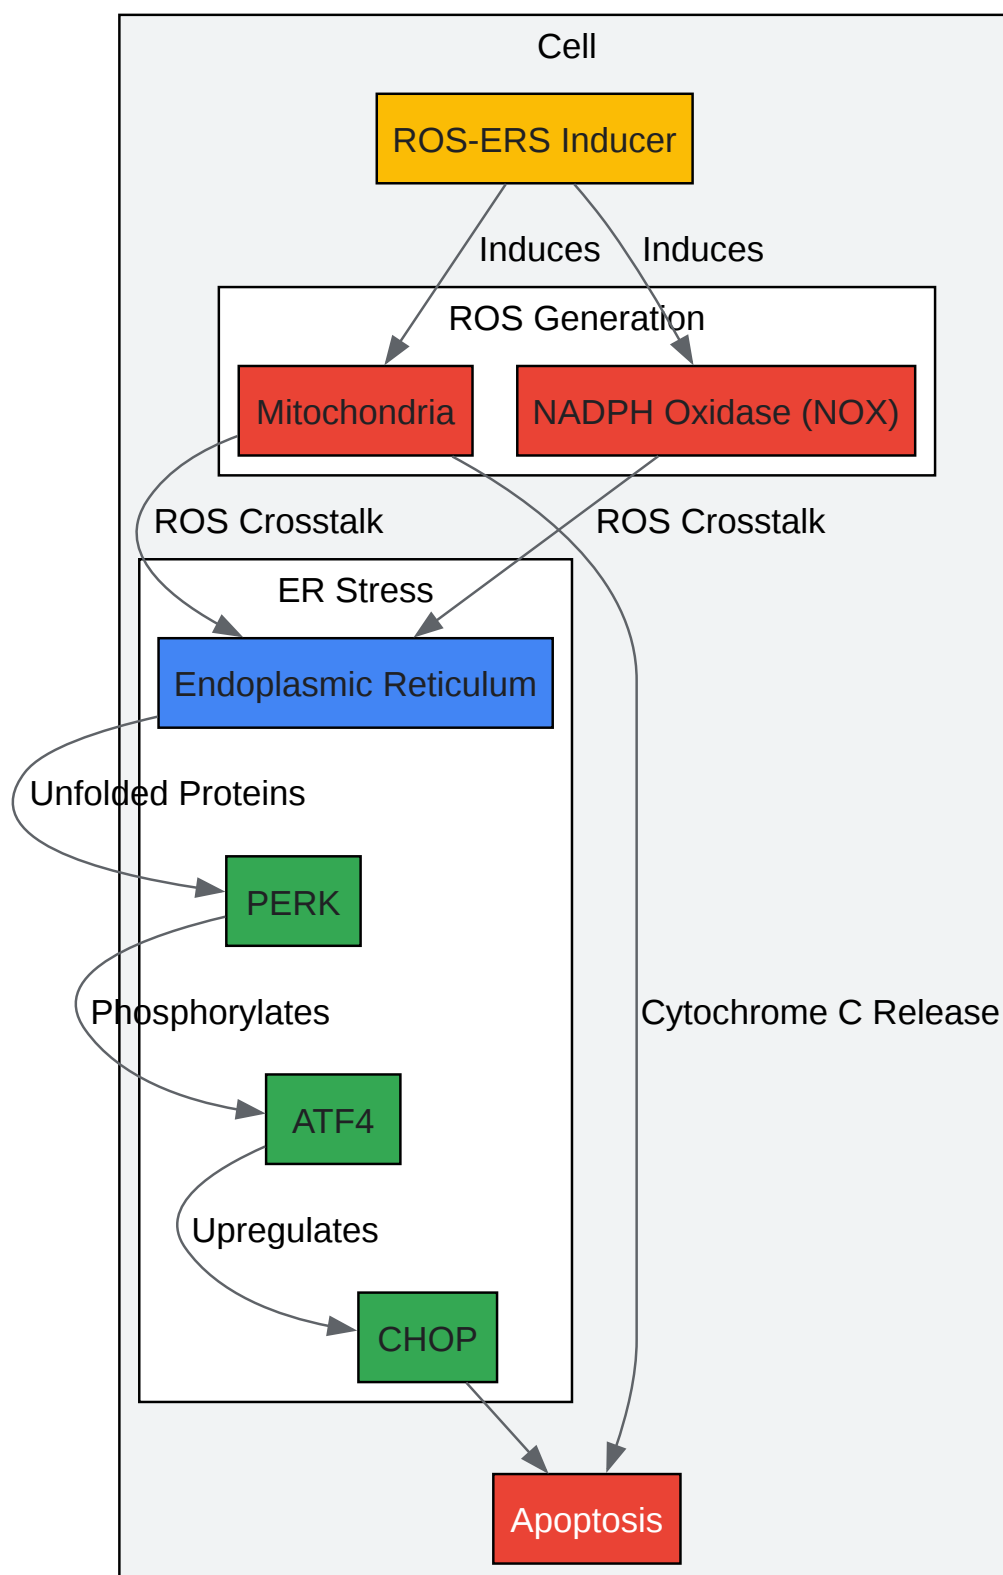 Cell
ROS-ERS Inducer
Induces
Induces
ROS Generation
Mitochondria
NADPH Oxidase (NOX)
ROS Crosstalk
ROS Crosstalk
ER Stress
Endoplasmic Reticulum
Unfolded Proteins
PERK
Phosphorylates
Cytochrome C Release
ATF4
Upregulates
CHOP
Apoptosis